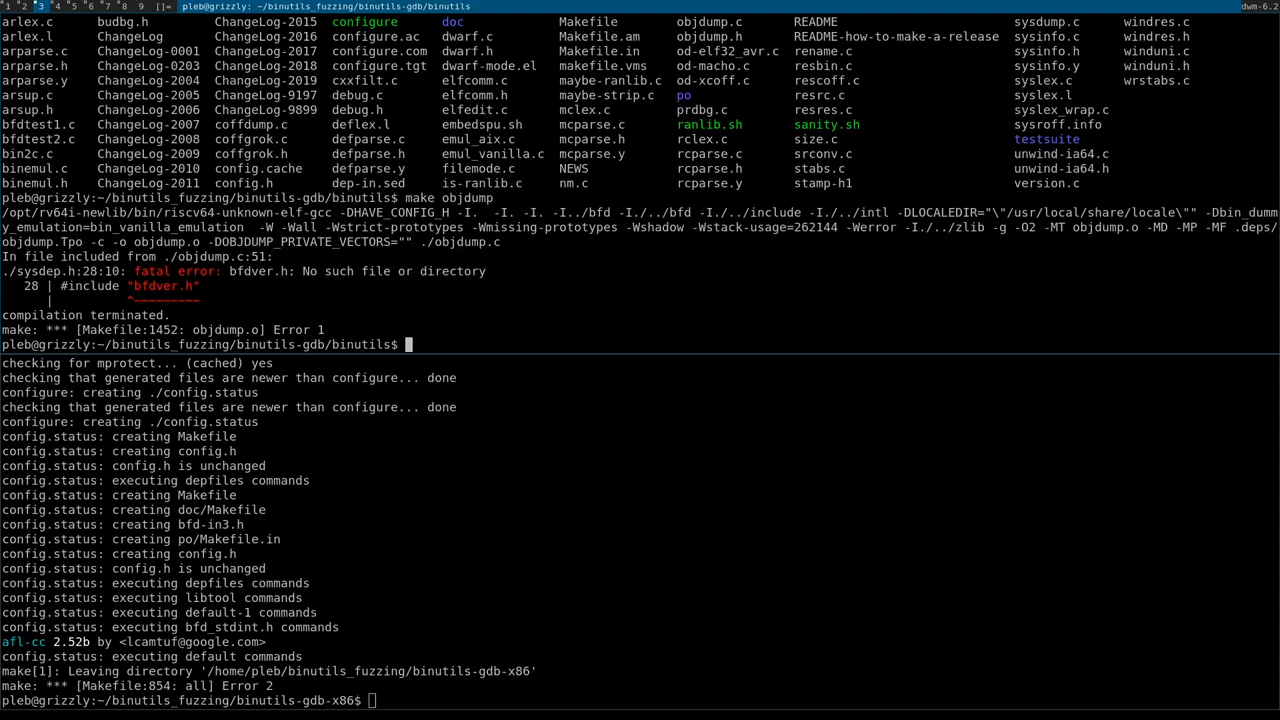 1 2 3 4 5 6 7 8 9 []= pleb@grizzly: ~/binutils_fuzzing/binutils-gdb/binutils dwm-6.2
arlex.c budbg.h ChangeLog-2015 configure doc Makefile objdump.c README sysdump.c windres.c
arlex.l ChangeLog ChangeLog-2016 configure.ac dwarf.c Makefile.am objdump.h README-how-to-make-a-release sysinfo.c windres.h
arparse.c ChangeLog-0001 ChangeLog-2017 configure.com dwarf.h Makefile.in od-elf32_avr.c rename.c sysinfo.h winduni.c
arparse.h ChangeLog-0203 ChangeLog-2018 configure.tgt dwarf-mode.el makefile.vms od-macho.c resbin.c sysinfo.y winduni.h
arparse.y ChangeLog-2004 ChangeLog-2019 cxxfilt.c elfcomm.c maybe-ranlib.c od-xcoff.c rescoff.c syslex.c wrstabs.c
arsup.c ChangeLog-2005 ChangeLog-9197 debug.c elfcomm.h maybe-strip.c po resrc.c syslex.l
arsup.h ChangeLog-2006 ChangeLog-9899 debug.h elfedit.c mclex.c prdbg.c resres.c syslex_wrap.c
bfdtest1.c ChangeLog-2007 coffdump.c deflex.l embedspu.sh mcparse.c ranlib.sh sanity.sh sysroff.info
bfdtest2.c ChangeLog-2008 coffgrok.c defparse.c emul_aix.c mcparse.h rclex.c size.c testsuite
bin2c.c ChangeLog-2009 coffgrok.h defparse.h emul_vanilla.c mcparse.y rcparse.c srconv.c unwind-ia64.c
binemul.c ChangeLog-2010 config.cache defparse.y filemode.c NEWS rcparse.h stabs.c unwind-ia64.h
binemul.h ChangeLog-2011 config.h dep-in.sed is-ranlib.c nm.c rcparse.y stamp-h1 version.c
pleb@grizzly:~/binutils_fuzzing/binutils-gdb/binutils$ make objdump
/opt/rv64i-newlib/bin/riscv64-unknown-elf-gcc -DHAVE_CONFIG_H -I. -I. -I. -I../bfd -I./../bfd -I./../include -I./../intl -DLOCALEDIR="\"/usr/local/share/locale\"" -Dbin_dumm
y_emulation=bin_vanilla_emulation -W -Wall -Wstrict-prototypes -Wmissing-prototypes -Wshadow -Wstack-usage=262144 -Werror -I./../zlib -g -O2 -MT objdump.o -MD -MP -MF .deps/
objdump.Tpo -c -o objdump.o -DOBJDUMP_PRIVATE_VECTORS="" ./objdump.c
In file included from ./objdump.c:51:
./sysdep.h:28:10: fatal error: bfdver.h: No such file or directory
28 | #include "bfdver.h"
| ^~~~~~~~~~
compilation terminated.
make: *** [Makefile:1452: objdump.o] Error 1
pleb@grizzly:~/binutils_fuzzing/binutils-gdb/binutils$
checking for mprotect... (cached) yes
checking that generated files are newer than configure... done
configure: creating ./config.status
checking that generated files are newer than configure... done
configure: creating ./config.status
config.status: creating Makefile
config.status: creating config.h
config.status: config.h is unchanged
config.status: executing depfiles commands
config.status: creating Makefile
config.status: creating doc/Makefile
config.status: creating bfd-in3.h
config.status: creating po/Makefile.in
config.status: creating config.h
config.status: config.h is unchanged
config.status: executing depfiles commands
config.status: executing libtool commands
config.status: executing default-1 commands
config.status: executing bfd_stdint.h commands
afl-cc 2.52b by <lcamtuf@google.com>
config.status: executing default commands
make[1]: Leaving directory '/home/pleb/binutils_fuzzing/binutils-gdb-x86'
make: *** [Makefile:854: all] Error 2
pleb@grizzly:~/binutils_fuzzing/binutils-gdb-x86$